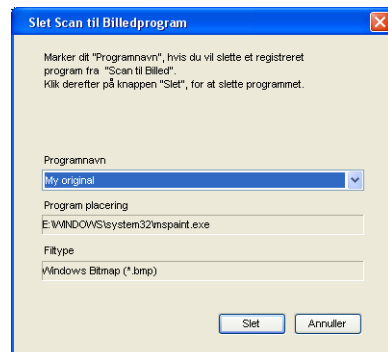 Slet Scan til Billedprogram
Marker dit "Programnavn", hvis du vil slette et registreret
program fra "Scan til Billed".
Klik derefter på knappen "Slet", for at slette programmet.
Programnavn
My original
Program placering
E:\WINDOWS\system32\mspaint.exe
Filtype
Windows Bitmap (*.bmp)
Slet
Annuller